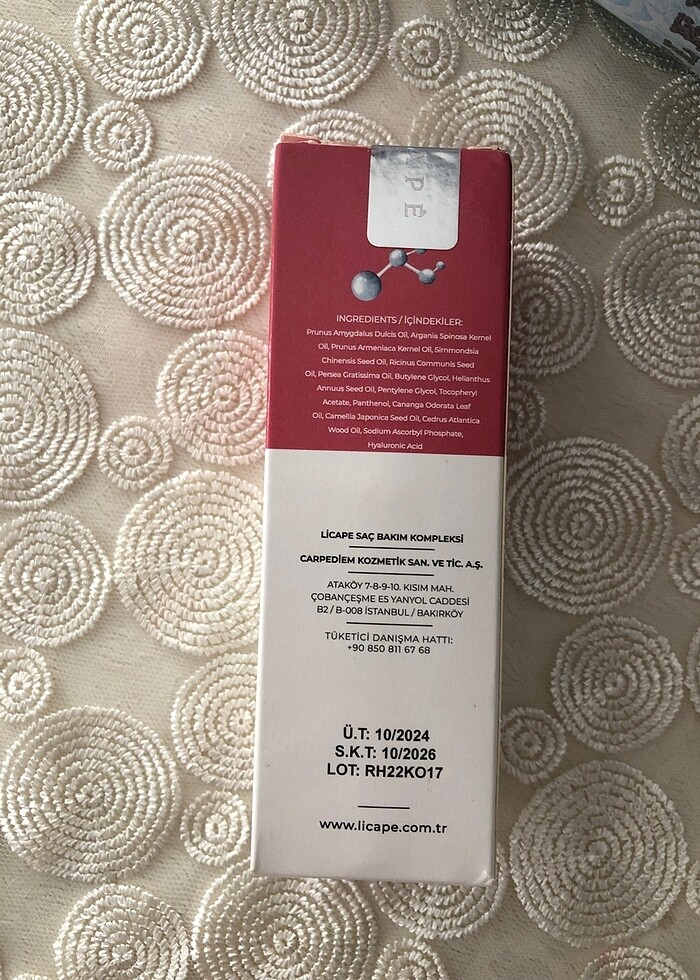 APÊ
INGREDIENTS / İÇİNDEKİLER:
Prunus Amygdalus Dulcis Oil, Argania Spinosa Kernel
Oil, Prunus Armeniaca Kernel Oil, Simmondsia
Chinensis Seed Oil, Ricinus Communis Seed
Oil, Persea Gratissima Oil, Butylene Glycol, Helianthus
Annuus Seed Oil, Pentylene Glycol, Tocopheryl
Acetate, Panthenol, Cananga Odorata Leaf
Oil, Camellia Japonica Seed Oil, Cedrus Atlantica
Wood Oil, Sodium Ascorbyl Phosphate,
Hyaluronic Acid
LİCAPE SAÇ BAKIM KOMPLEKSİ
CARPEDİEM KOZMETİK SAN. VE TİC. A.Ş.
ATAKÖY 7-8-9-10. KISIM MAH.
ÇOBANÇEŞME ES YANYOL CADDESİ
B2 / B-008 İSTANBUL / BAKIRKÖY
TÜKETİCİ DANIŞMA HATTI:
+90 850 811 67 68
Ü.T: 10/2024
S.K.T: 10/2026
LOT: RH22KO17
www.licape.com.tr